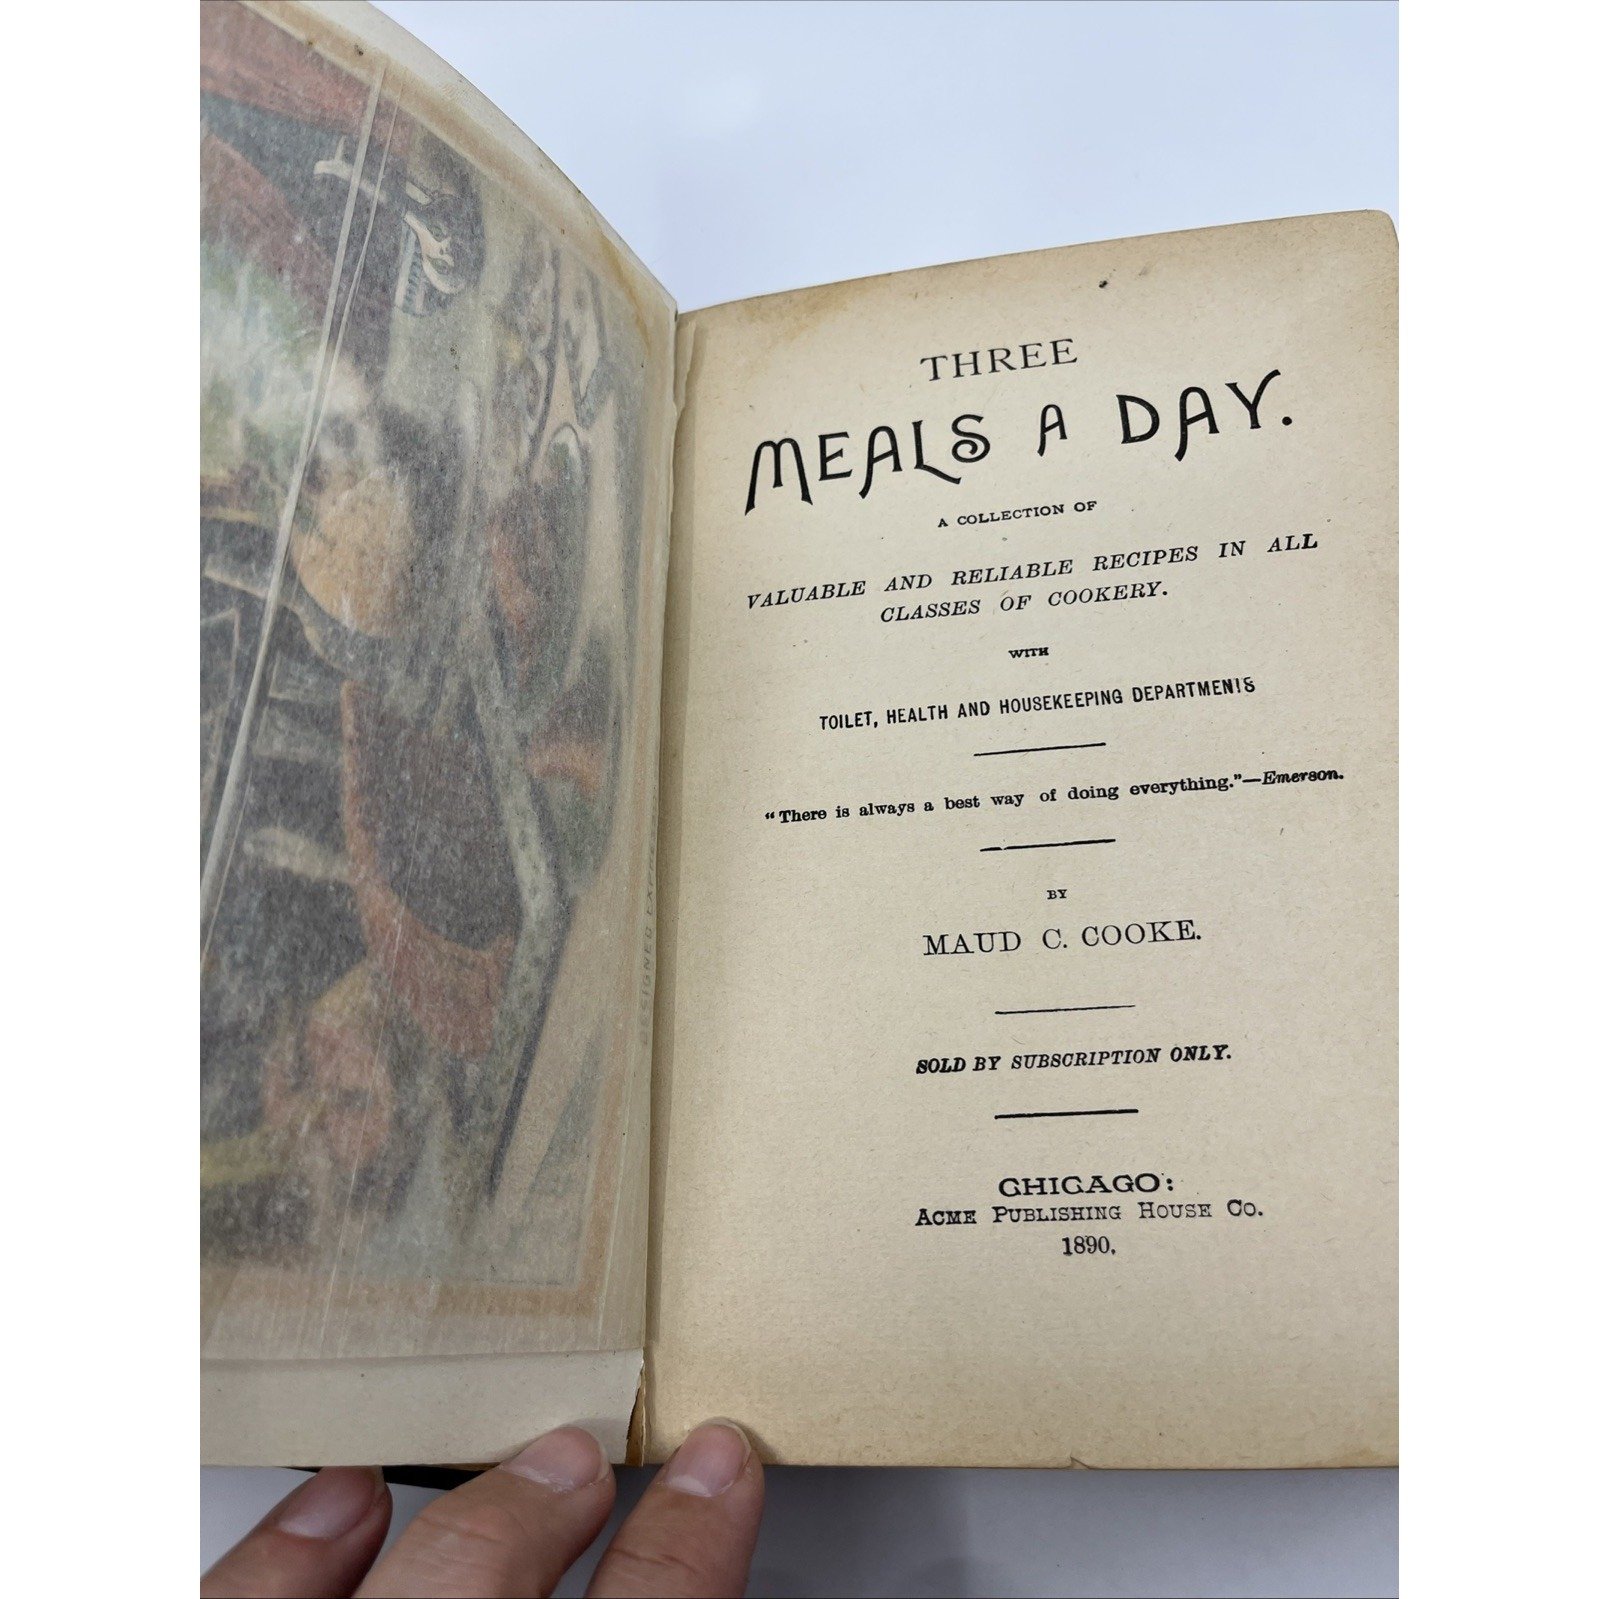 THREE
MEALS A DAY.
A COLLECTION OF
VALUABLE AND RELIABLE RECIPES IN ALL
CLASSES OF COOKERY.
WITH
TOILET, HEALTH AND HOUSEKEEPING DEPARTMENTS
"There is always a best way of doing everything."—Emerson.
BY
MAUD C. COOKE.
SOLD BY SUBSCRIPTION ONLY.
CHICAGO:
ACME PUBLISHING HOUSE CO.
1890.